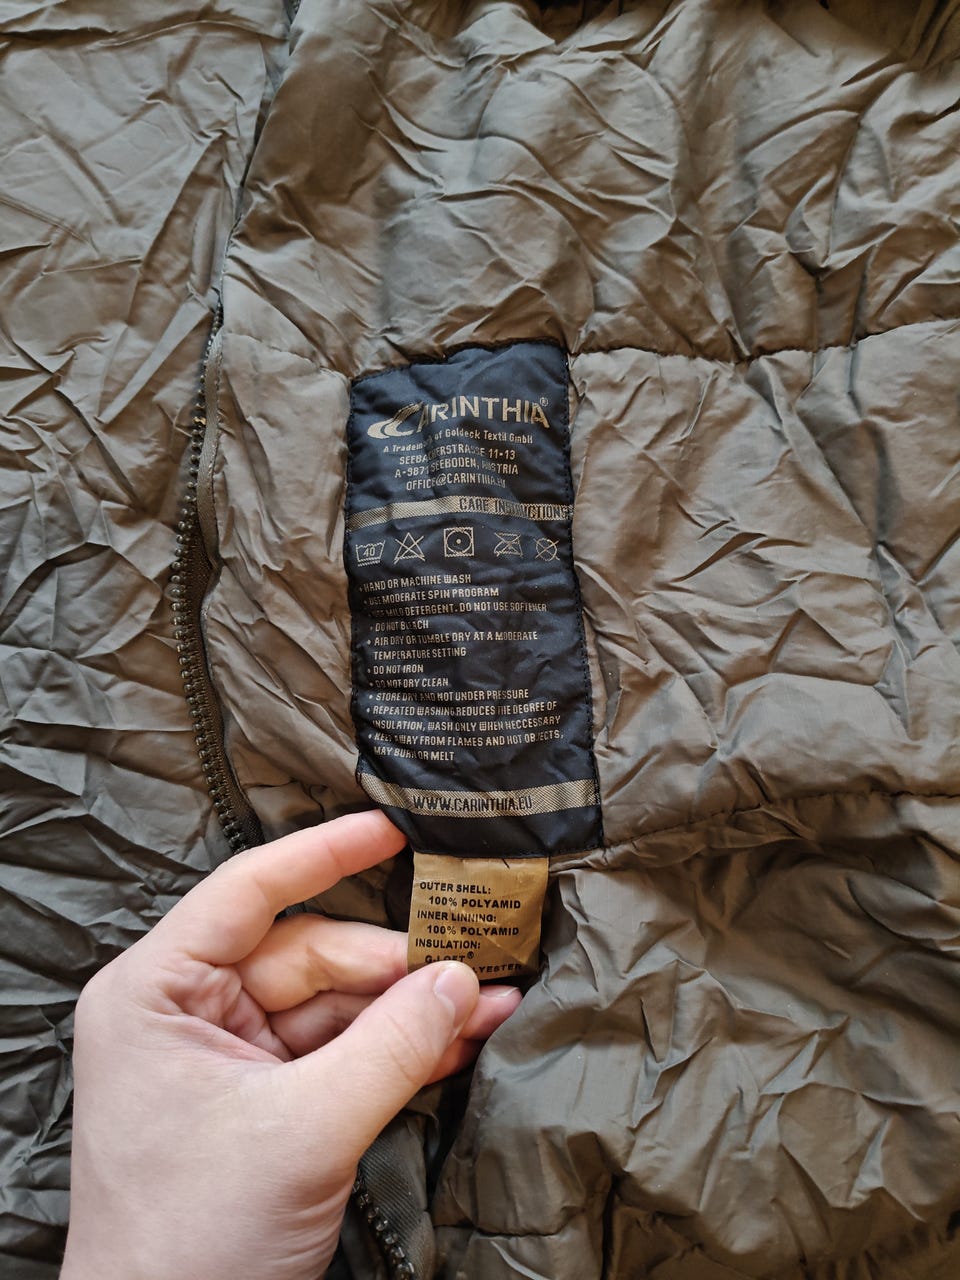 CARINTHIA®
A Trademark of Goldeck Textil GmbH
SEEBACHERSTRASSE 11-13
A-9871 SEEBODEN, AUSTRIA
OFFICE@CARINTHIA.EU
CARE INSTRUCTIONS
40
• HAND OR MACHINE WASH
• USE MODERATE SPIN PROGRAM
• USE MILD DETERGENT. DO NOT USE SOFTENER
• DO NOT BLEACH
• AIR DRY OR TUMBLE DRY AT A MODERATE
TEMPERATURE SETTING
• DO NOT IRON
• DO NOT DRY CLEAN
• STORE DRY AND NOT UNDER PRESSURE
• REPEATED WASHING REDUCES THE DEGREE OF
INSULATION, WASH ONLY WHEN NECCESSARY
• KEEP AWAY FROM FLAMES AND HOT OBJECTS,
MAY BURN OR MELT
WWW.CARINTHIA.EU
OUTER SHELL:
100% POLYAMID
INNER LINNING:
100% POLYAMID
INSULATION:
G-LOFT®